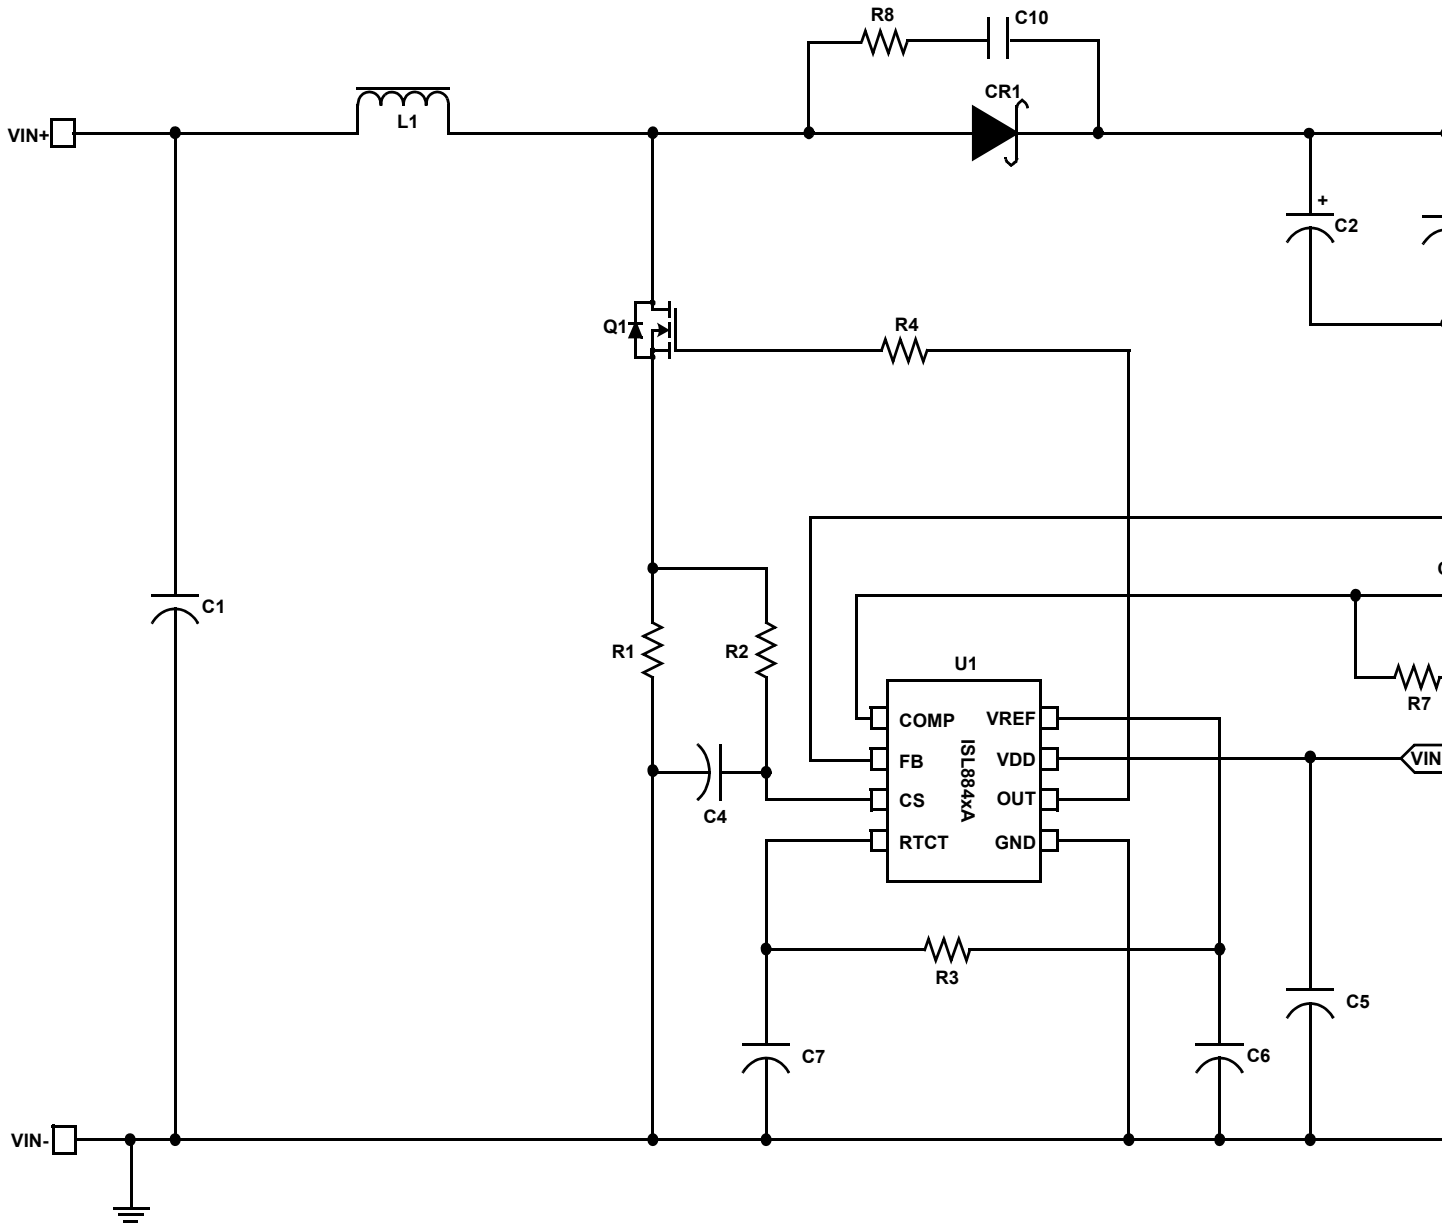 R8
C10
CR1
VIN+
L1
+
C2
Q1
R4
C1
R1
R2
U1
R7
COMP
VREF
ISL884xA
FB
VDD
VIN
CS
OUT
C4
RTCT
GND
R3
C5
C7
C6
VIN-